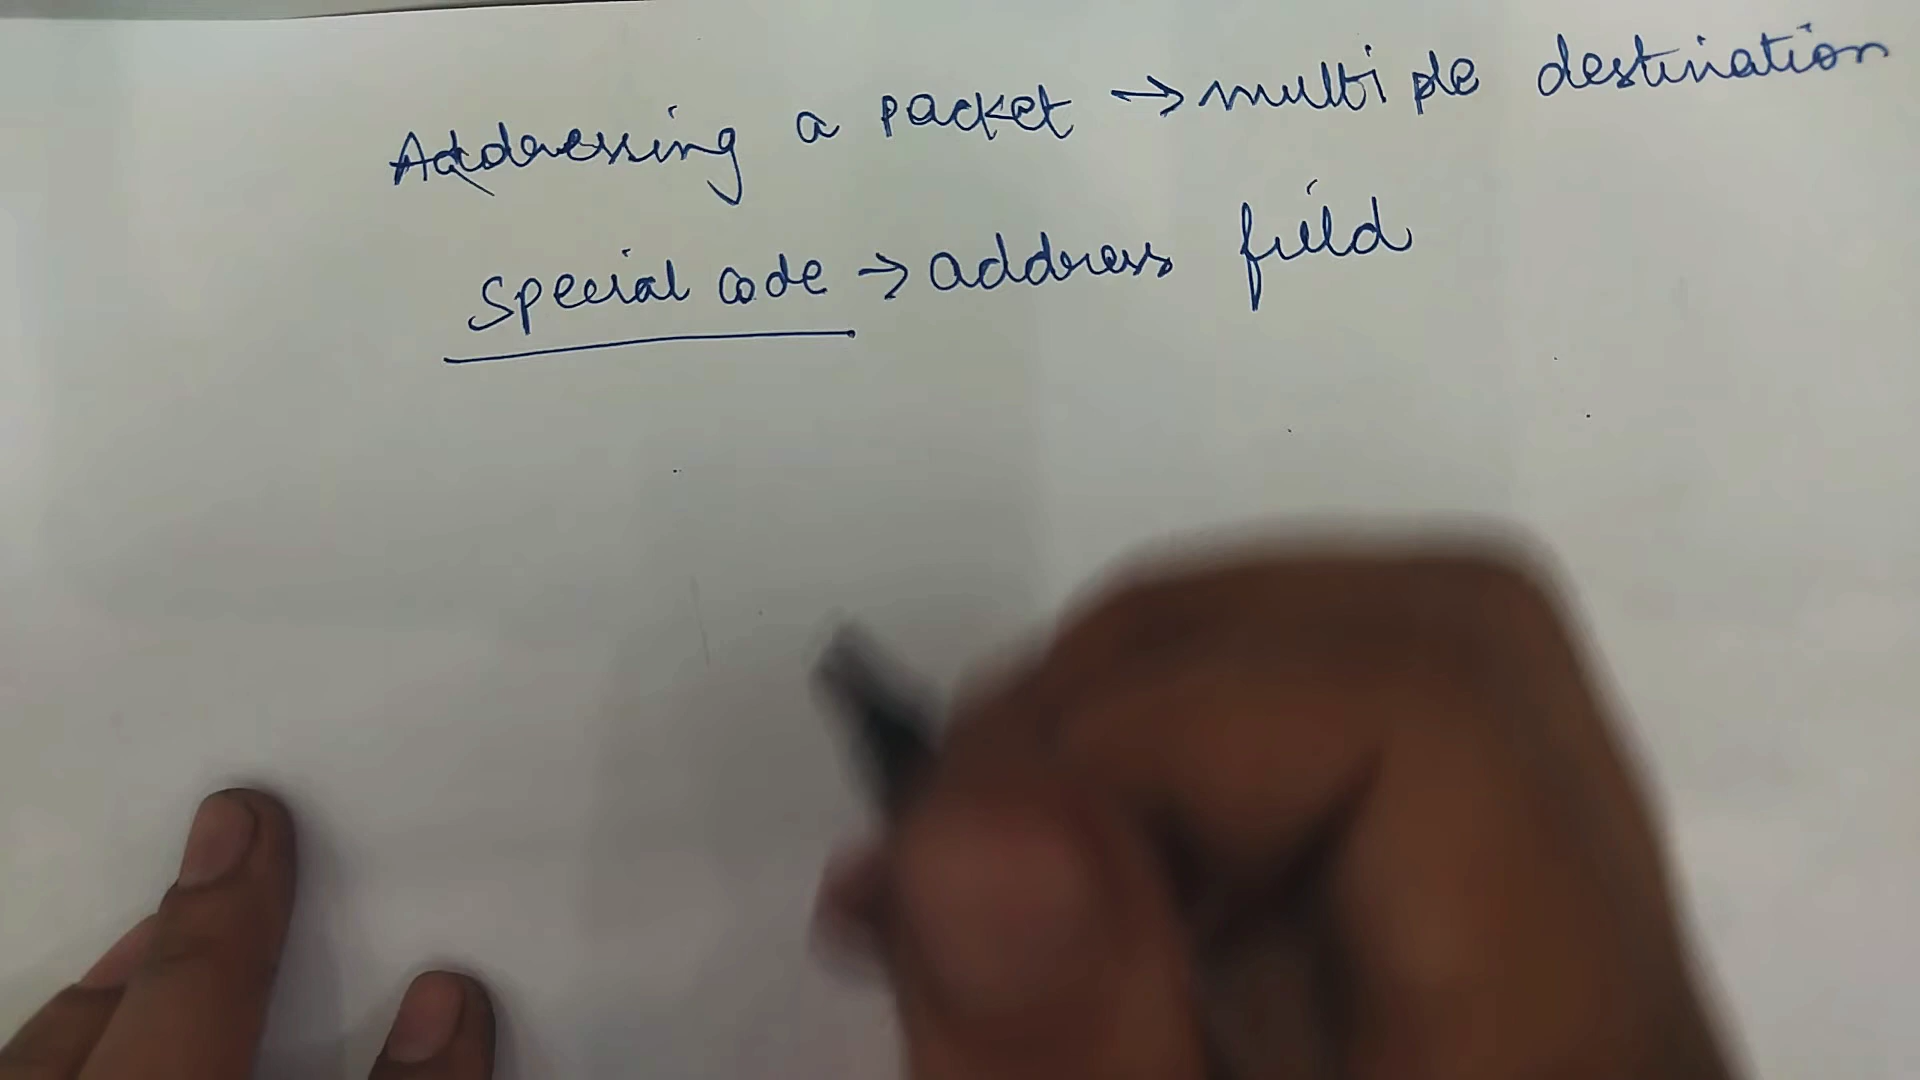 Addressing a packet → multiple destination
special code → address field